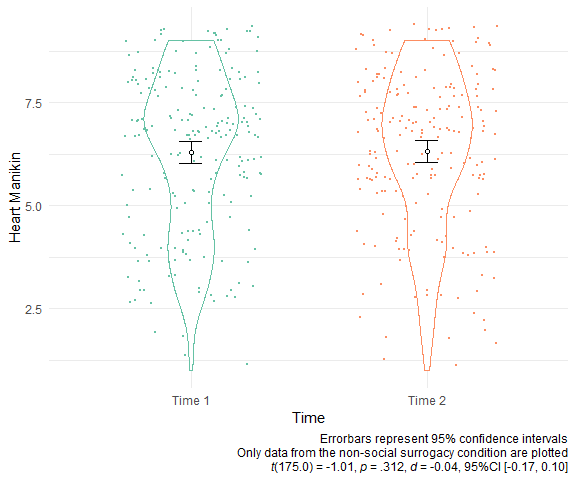 Heart Manikin
7.5
5.0
2.5
Time 1
Time 2
Time
Errorbars represent 95% confidence intervals
Only data from the non-social surrogacy condition are plotted
t(175.0) = -1.01, p = .312, d = -0.04, 95%CI [-0.17, 0.10]